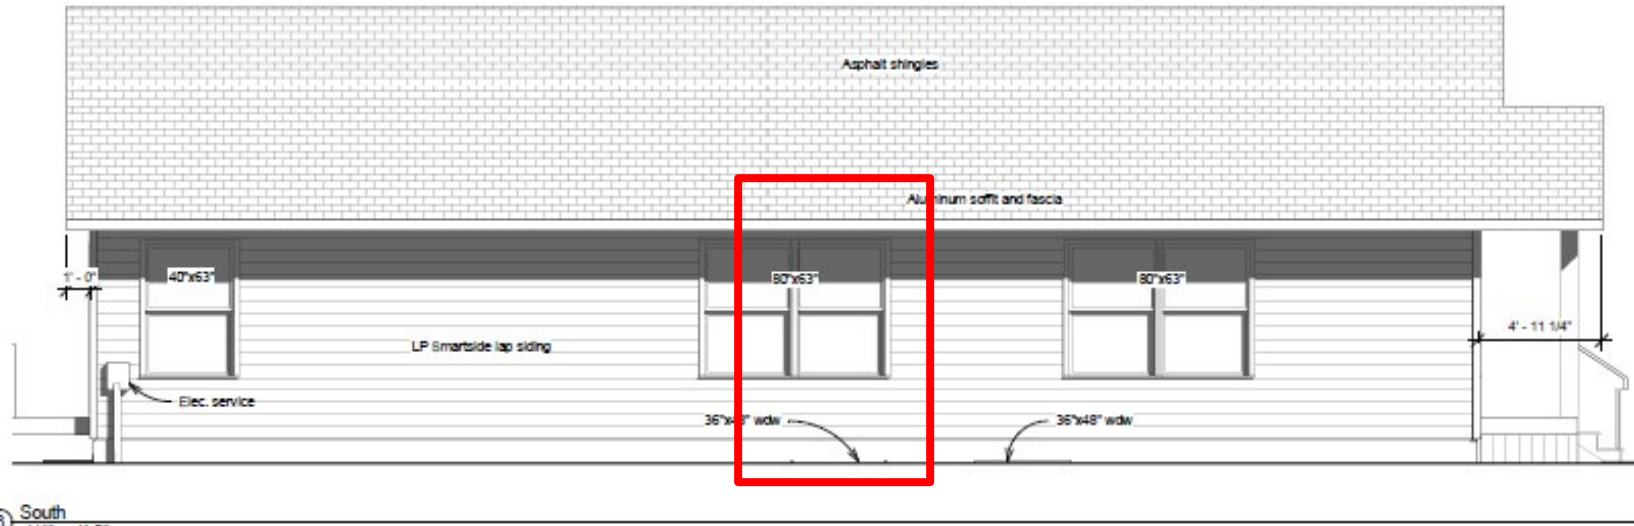 Asphalt shingles
Aluminum soffit and fascia
1' - 0"
40"x63"
80"x63"
80"x63"
4' - 11 1/4"
LP Smartside lap siding
Elec. service
36"x48" wdw
36"x48" wdw
South